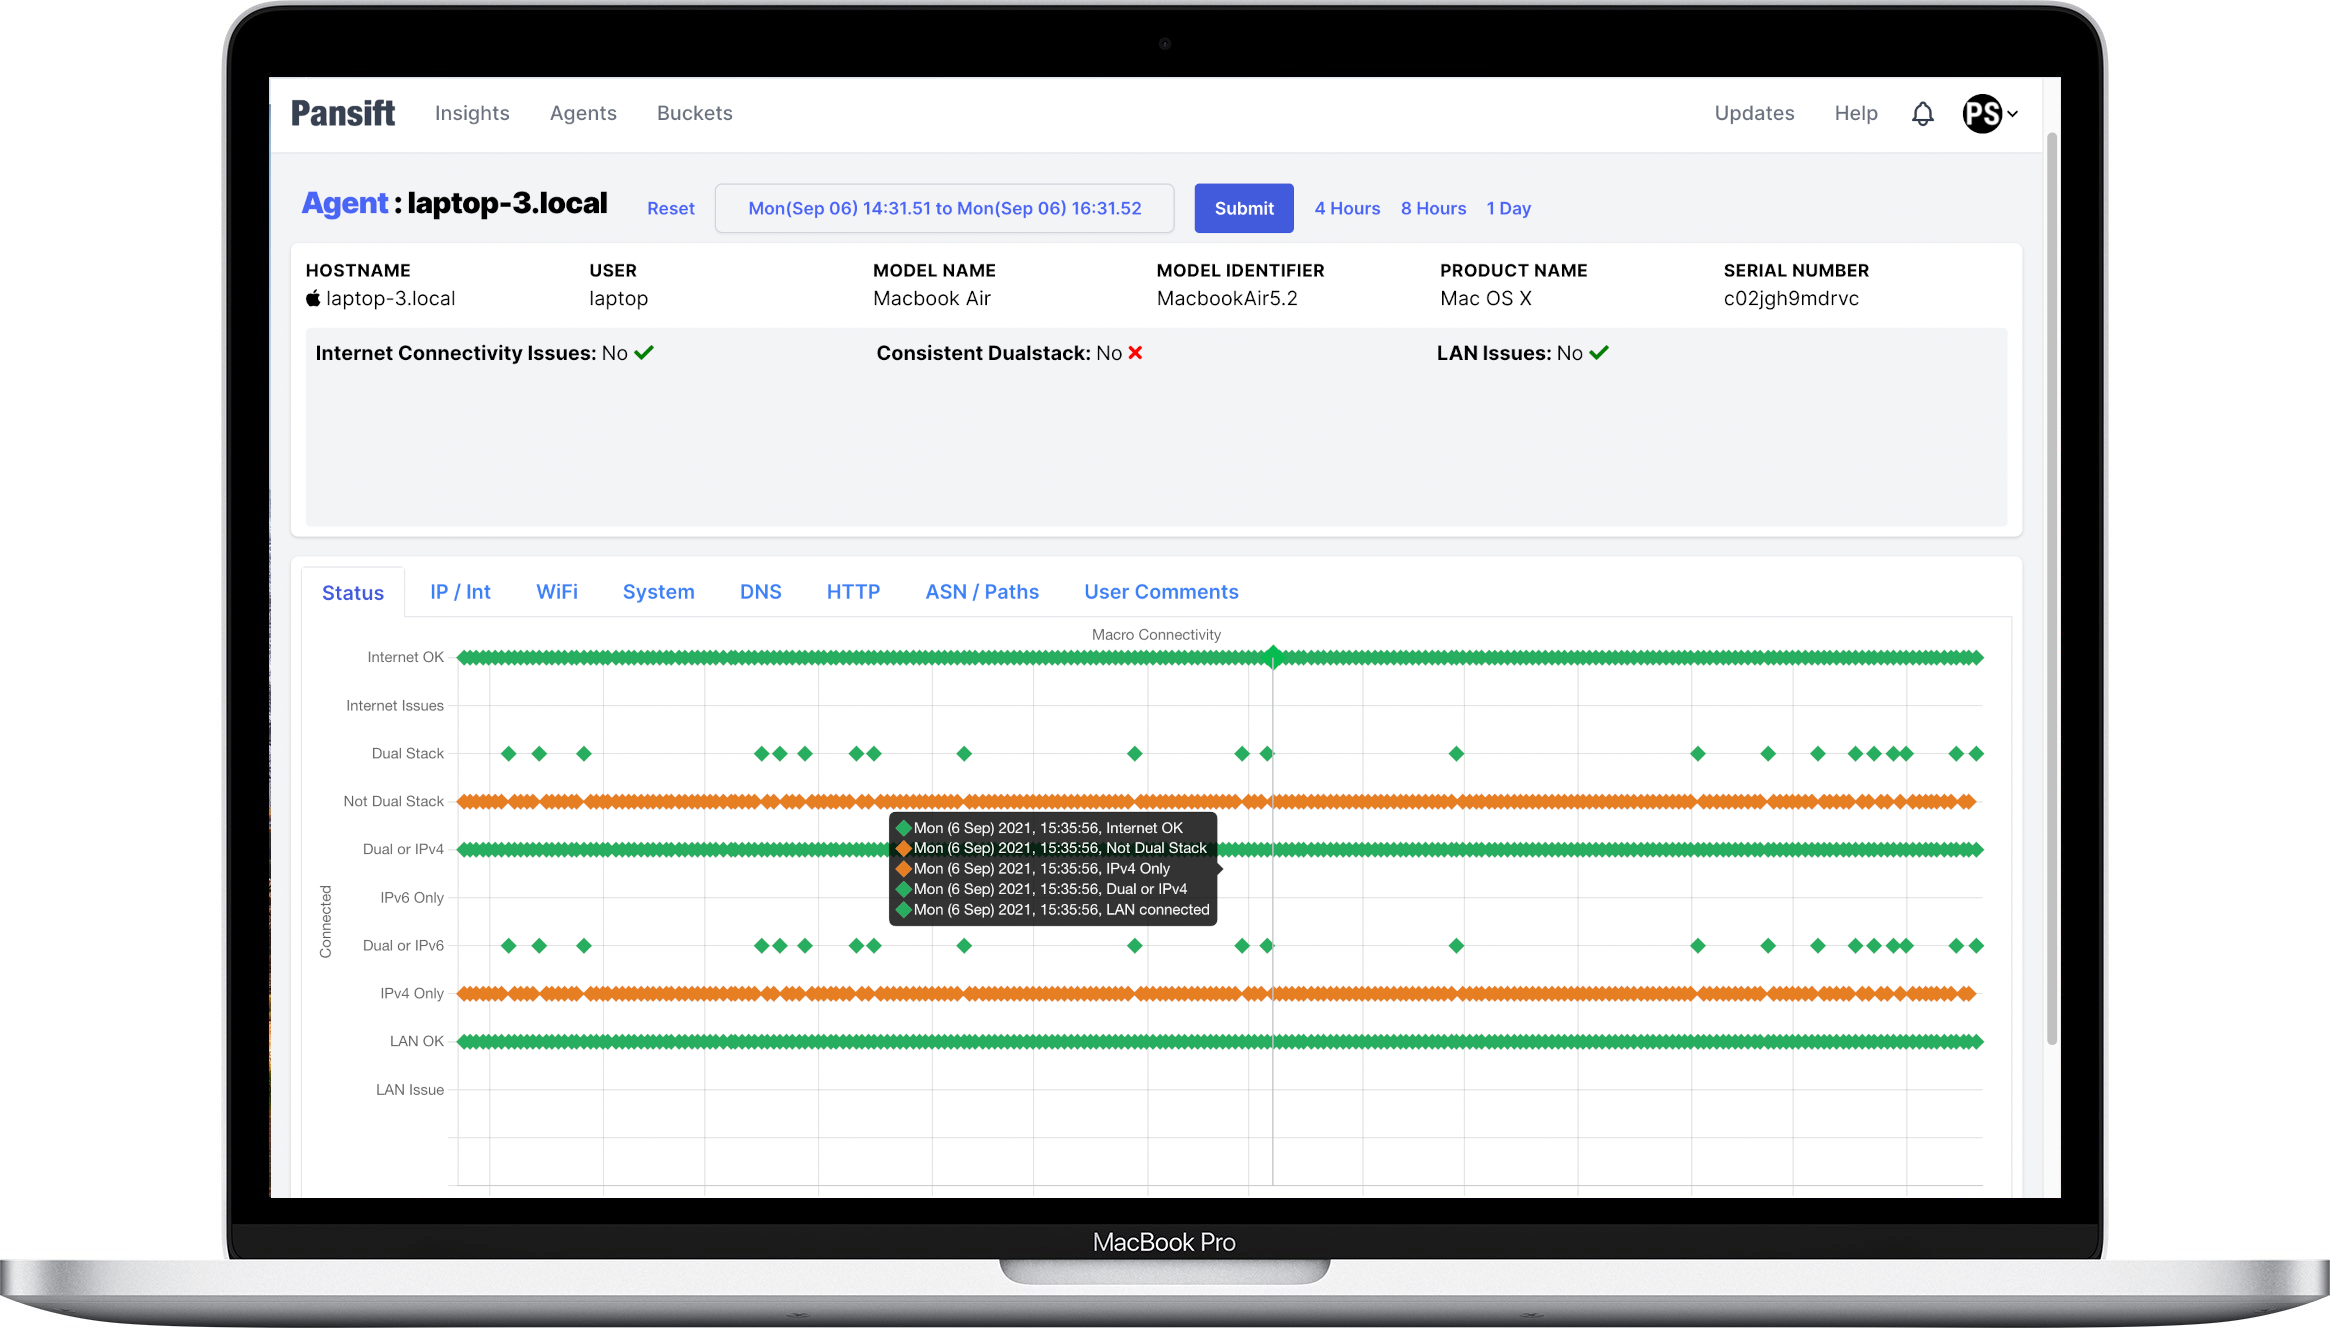 Pansift Insights Agents Buckets Updates Help PS
Agent : laptop-3.local Reset Mon(Sep 06) 14:31.51 to Mon(Sep 06) 16:31.52 Submit 4 Hours 8 Hours 1 Day
HOSTNAME USER MODEL NAME MODEL IDENTIFIER PRODUCT NAME SERIAL NUMBER
laptop-3.local laptop Macbook Air MacbookAir5.2 Mac OS X c02jgh9mdrvc
Internet Connectivity Issues: No Consistent Dualstack: No LAN Issues: No
Status IP / Int WiFi System DNS HTTP ASN / Paths User Comments
Macro Connectivity
Internet OK
Internet Issues
Dual Stack
Not Dual Stack
Mon (6 Sep) 2021, 15:35:56, Internet OK
Mon (6 Sep) 2021, 15:35:56, Not Dual Stack
Mon (6 Sep) 2021, 15:35:56, IPv4 Only
Mon (6 Sep) 2021, 15:35:56, Dual or IPv4
Mon (6 Sep) 2021, 15:35:56, LAN connected
Dual or IPv4
IPv6 Only
Connected
Dual or IPv6
IPv4 Only
LAN OK
LAN Issue
MacBook Pro